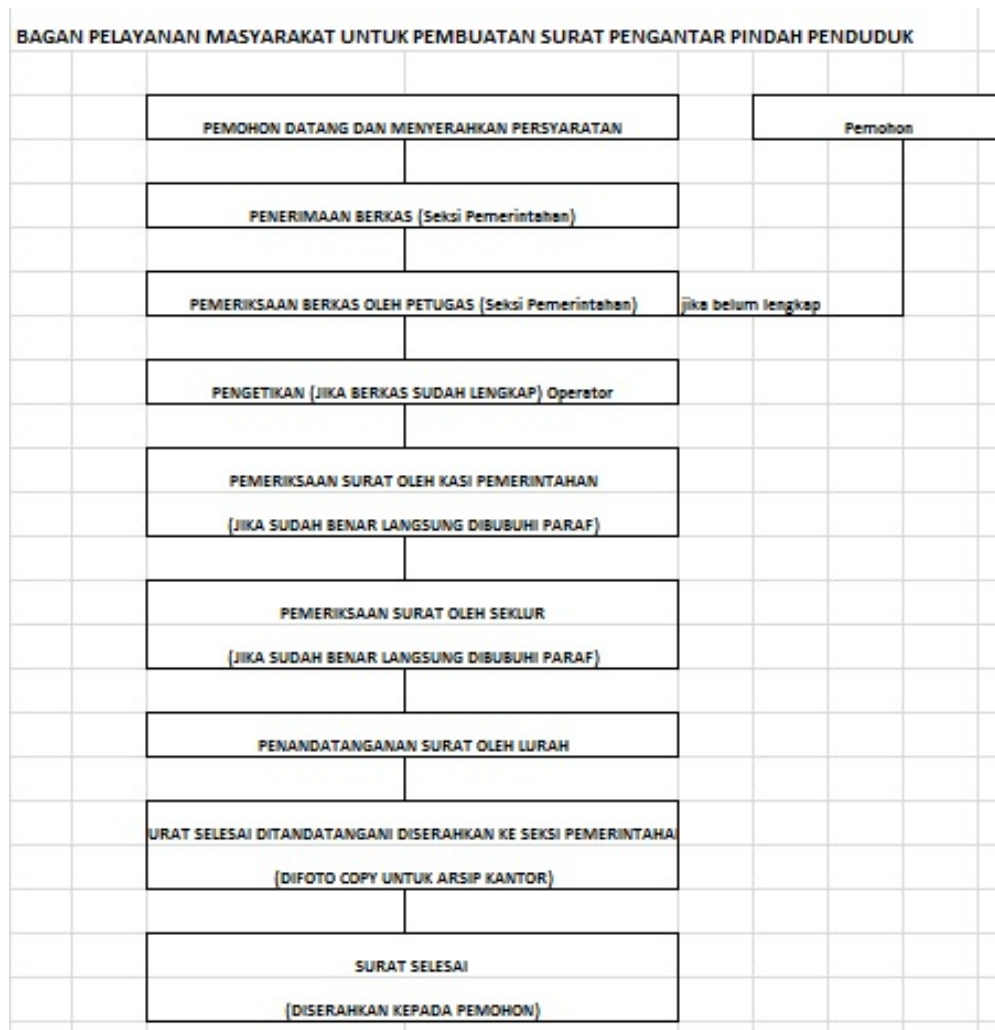 BAGAN PELAYANAN MASYARAKAT UNTUK PEMBUATAN SURAT PENGANTAR PINDAH PENDUDUK
PEMOHON DATANG DAN MENYERAHKAN PERSYARATAN
Pemohon
PENERIMAAN BERKAS (Seksi Pemerintahan)
PEMERIKSAAN BERKAS OLEH PETUGAS (Seksi Pemerintahan)
jika belum lengkap
PENGETIKAN (JIKA BERKAS SUDAH LENGKAP) Operator
PEMERIKSAAN SURAT OLEH KASI PEMERINTAHAN
(JIKA SUDAH BENAR LANGSUNG DIBUBUHI PARAF)
PEMERIKSAAN SURAT OLEH SEKLUR
(JIKA SUDAH BENAR LANGSUNG DIBUBUHI PARAF)
PENANDATANGANAN SURAT OLEH LURAH
URAT SELESAI DITANDATANGANI DISERAHKAN KE SEKSI PEMERINTAHA
(DIFOTO COPY UNTUK ARSIP KANTOR)
SURAT SELESAI
(DISERAHKAN KEPADA PEMOHON)